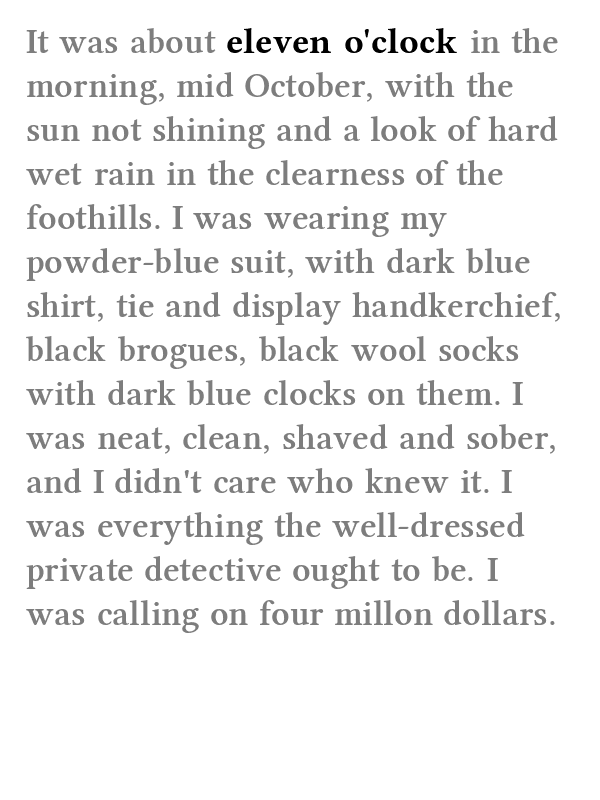 It was about eleven o'clock in the
morning, mid October, with the
sun not shining and a look of hard
wet rain in the clearness of the
foothills. I was wearing my
powder-blue suit, with dark blue
shirt, tie and display handkerchief,
black brogues, black wool socks
with dark blue clocks on them. I
was neat, clean, shaved and sober,
and I didn't care who knew it. I
was everything the well-dressed
private detective ought to be. I
was calling on four millon dollars.